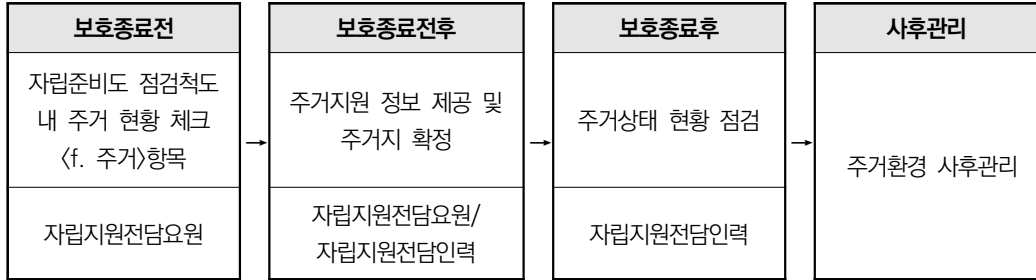 보호종료전
자립준비도 점검척도
내 주거 현황 체크
〈f. 주거〉항목
자립지원전담요원
→
보호종료전후
주거지원 정보 제공 및
주거지 확정
자립지원전담요원/
자립지원전담인력
→
보호종료후
주거상태 현황 점검
자립지원전담인력
→
사후관리
주거환경 사후관리